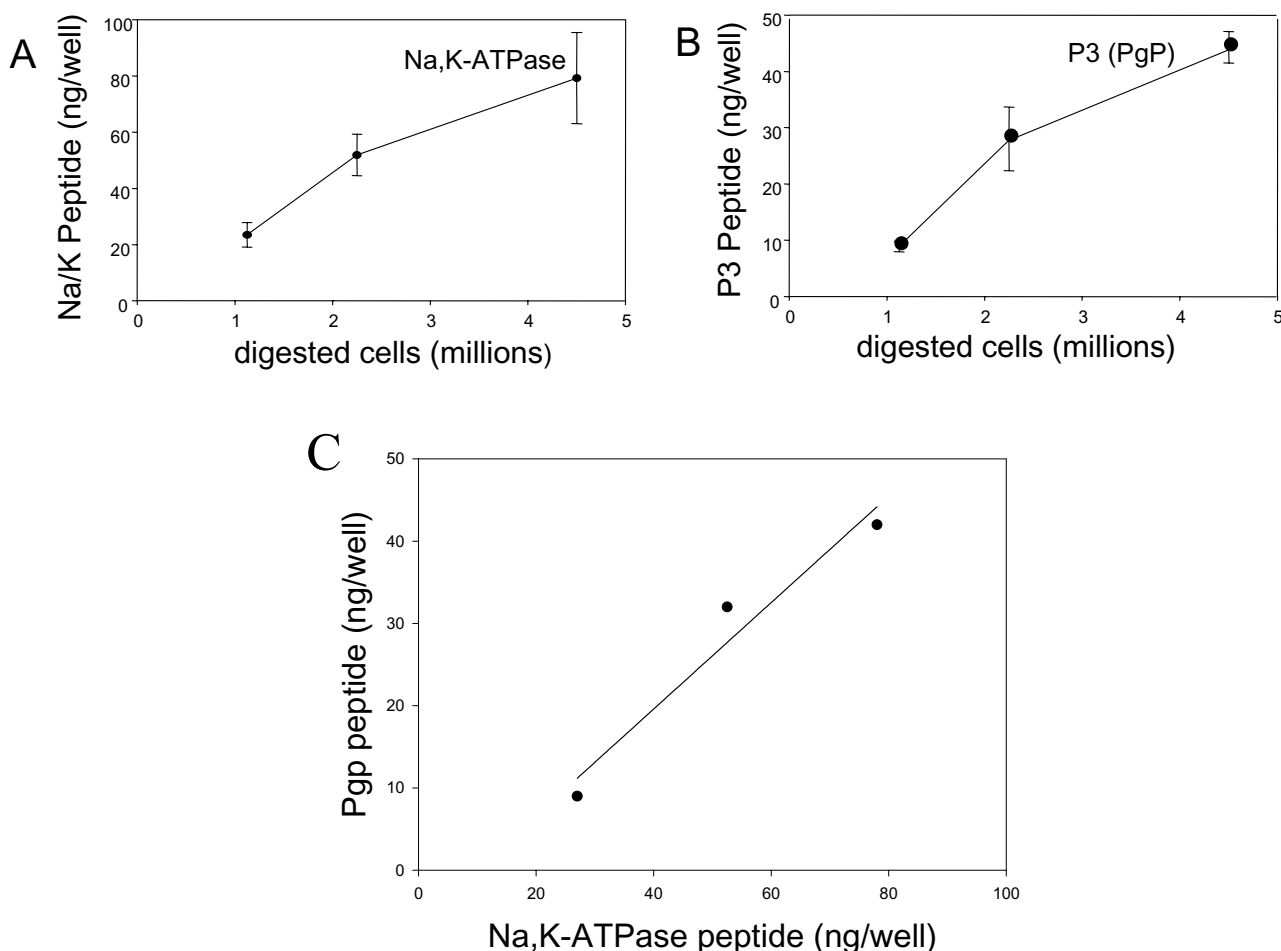 A
Na/K Peptide (ng/well)
100
80
60
40
20
0
Na,K-ATPase
0 1 2 3 4 5
digested cells (millions)
B
P3 Peptide (ng/well)
50
40
30
20
10
0
P3 (PgP)
0 1 2 3 4 5
digested cells (millions)
C
Pgp peptide (ng/well)
50
40
30
20
10
0
0 20 40 60 80 100
Na,K-ATPase peptide (ng/well)